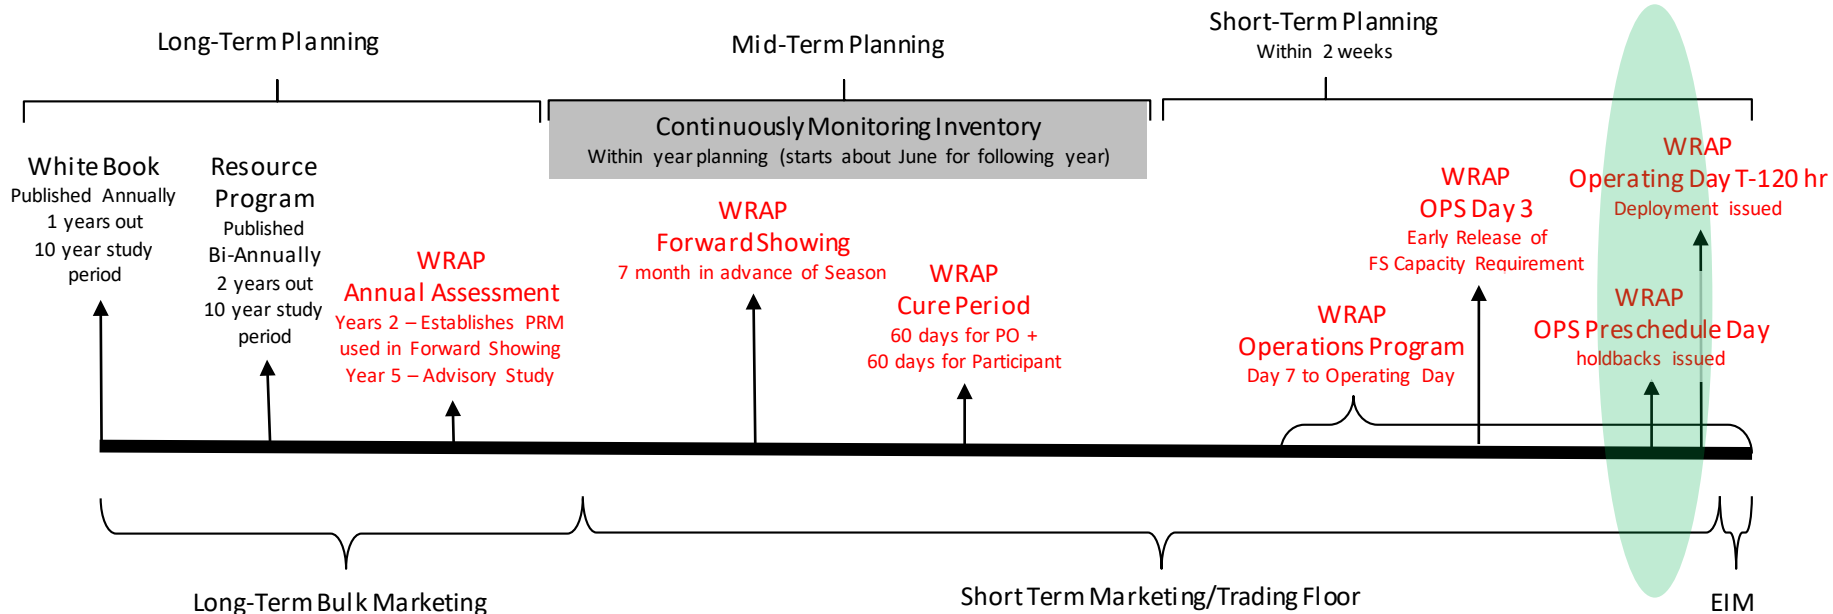 Long-Term Planning
Mid-Term Planning
Short-Term Planning
Within 2 weeks
Continuously Monitoring Inventory
Within year planning (starts about June for following year)
White Book
Published Annually
1 years out
10 year study
period
Resource
Program
Published
Bi-Annually
2 years out
10 year study
period
WRAP
Annual Assessment
Years 2 – Establishes PRM
used in Forward Showing
Year 5 – Advisory Study
WRAP
Forward Showing
7 month in advance of Season
WRAP
Cure Period
60 days for PO +
60 days for Participant
WRAP
Operations Program
Day 7 to Operating Day
WRAP
OPS Day 3
Early Release of
FS Capacity Requirement
WRAP
Operating Day T-120 hr
Deployment issued
WRAP
OPS Preschedule Day
holdbacks issued
Long-Term Bulk Marketing
Short Term Marketing/Trading Floor
EIM